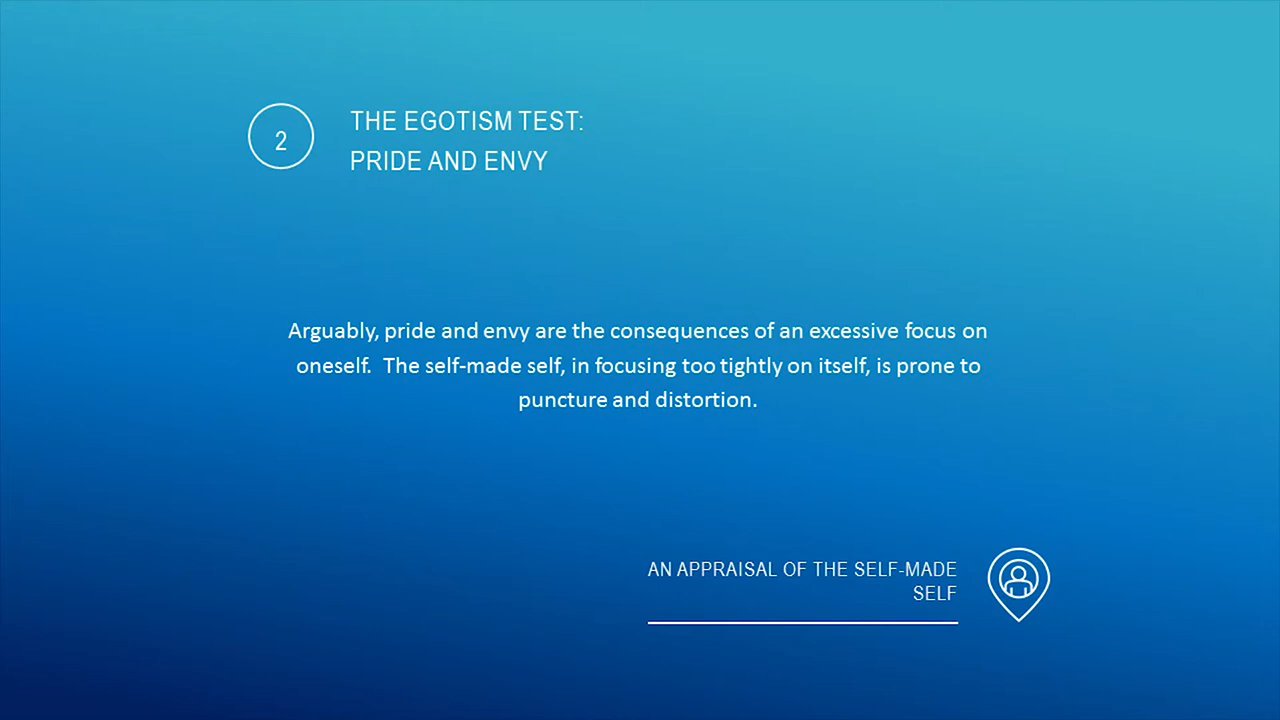 2
THE EGOTISM TEST:
PRIDE AND ENVY
Arguably, pride and envy are the consequences of an excessive focus on
oneself.  The self-made self, in focusing too tightly on itself, is prone to
puncture and distortion.
AN APPRAISAL OF THE SELF-MADE
SELF